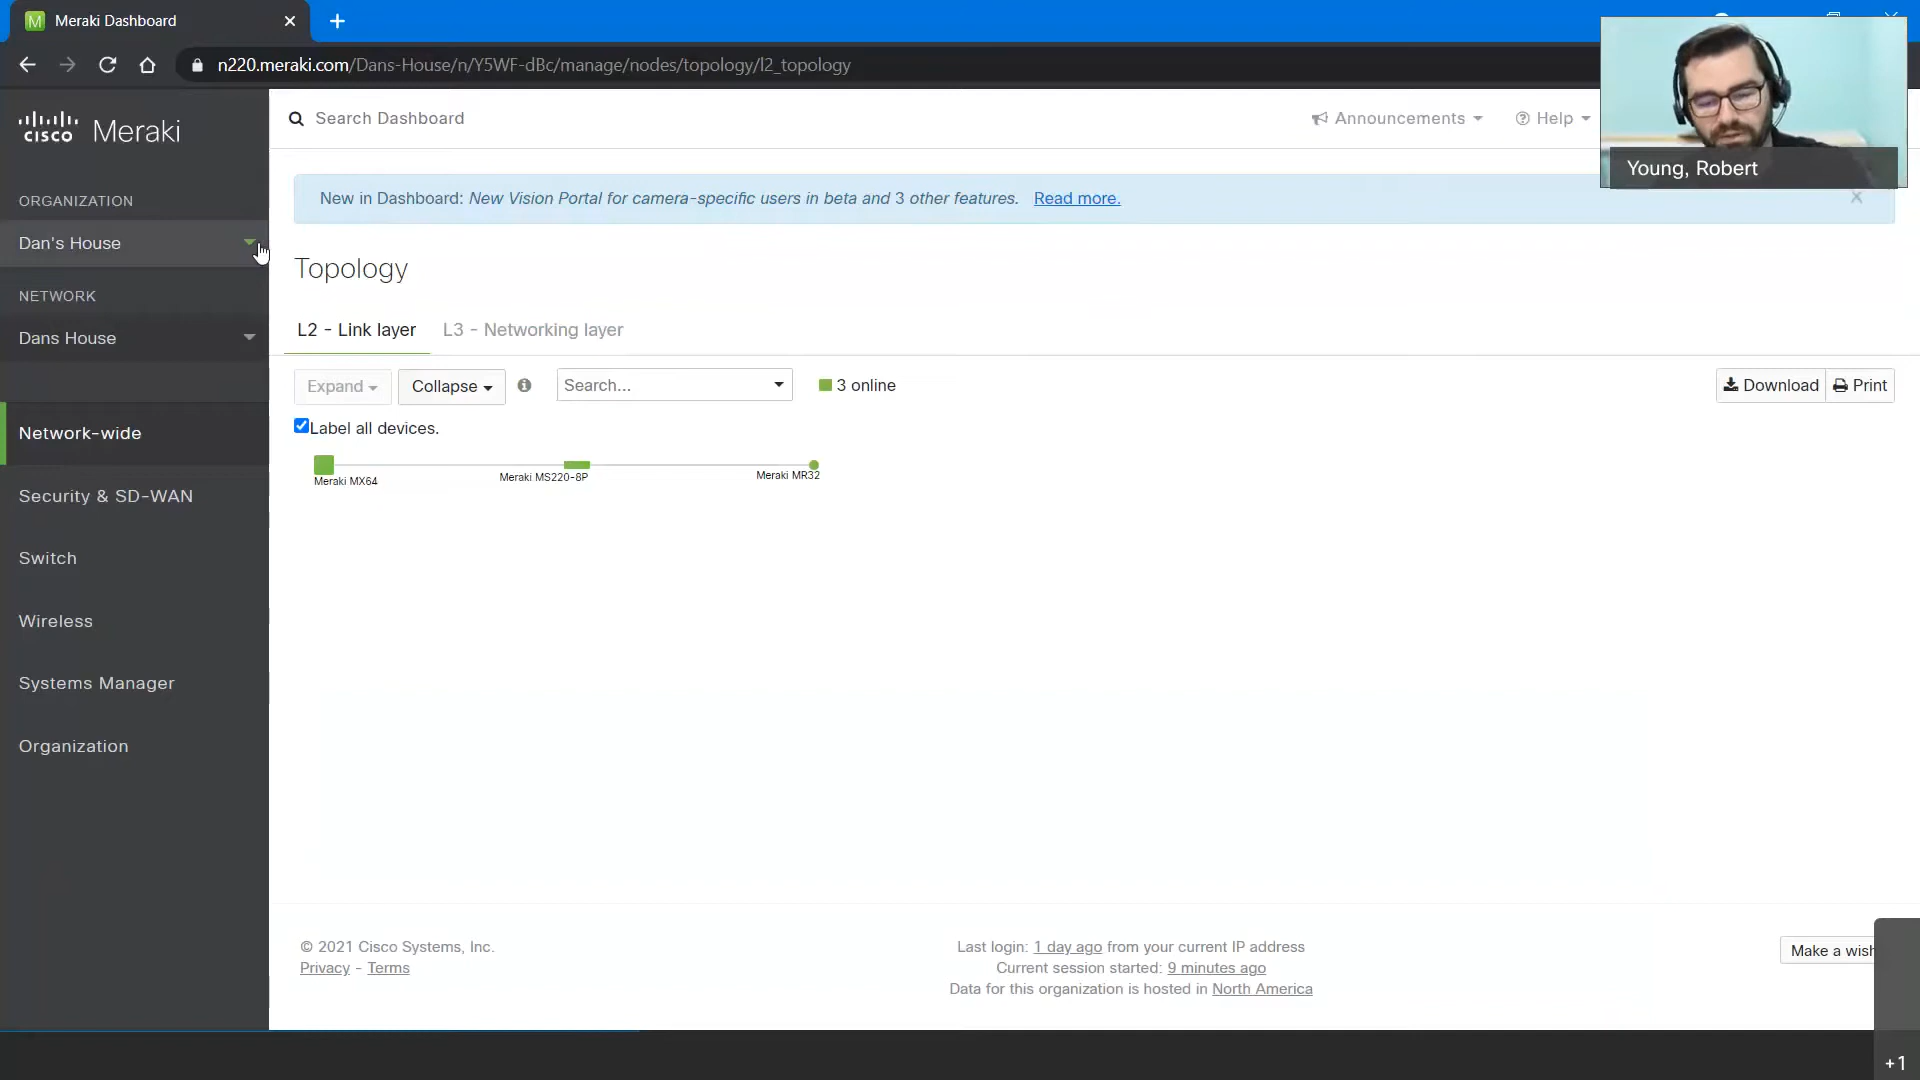 Meraki Dashboard
n220.meraki.com/Dans-House/n/Y5WF-dBc/manage/nodes/topology/l2_topology
cisco Meraki
Search Dashboard
Announcements
Help
Young, Robert
ORGANIZATION
Dan's House
NETWORK
Dans House
Network-wide
Security & SD-WAN
Switch
Wireless
Systems Manager
Organization
New in Dashboard: New Vision Portal for camera-specific users in beta and 3 other features. Read more.
X
Topology
L2 - Link layer
L3 - Networking layer
Expand
Collapse
Search...
3 online
Download
Print
Label all devices.
Meraki MX64
Meraki MS220-8P
Meraki MR32
© 2021 Cisco Systems, Inc.
Privacy - Terms
Last login: 1 day ago from your current IP address
Current session started: 9 minutes ago
Data for this organization is hosted in North America
Make a wish
+1